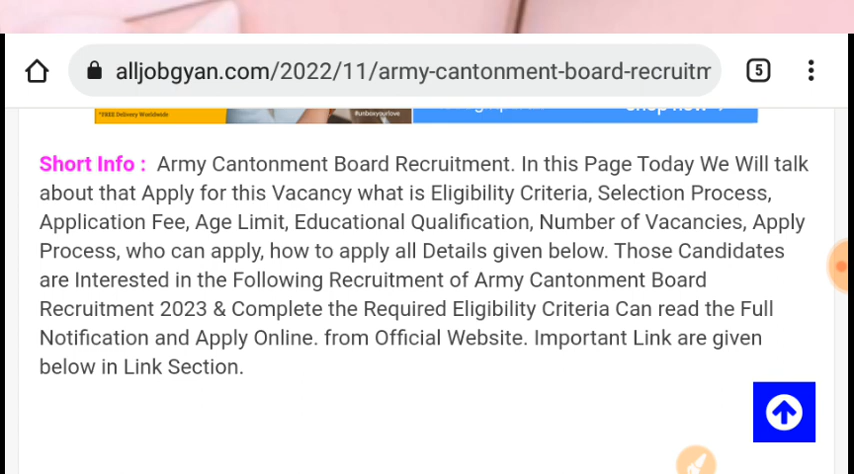 alljobgyan.com/2022/11/army-cantonment-board-recruitm
5
*FREE Delivery Worldwide
#unboxyourlove
Short Info : Army Cantonment Board Recruitment. In this Page Today We Will talk
about that Apply for this Vacancy what is Eligibility Criteria, Selection Process,
Application Fee, Age Limit, Educational Qualification, Number of Vacancies, Apply
Process, who can apply, how to apply all Details given below. Those Candidates
are Interested in the Following Recruitment of Army Cantonment Board
Recruitment 2023 & Complete the Required Eligibility Criteria Can read the Full
Notification and Apply Online. from Official Website. Important Link are given
below in Link Section.